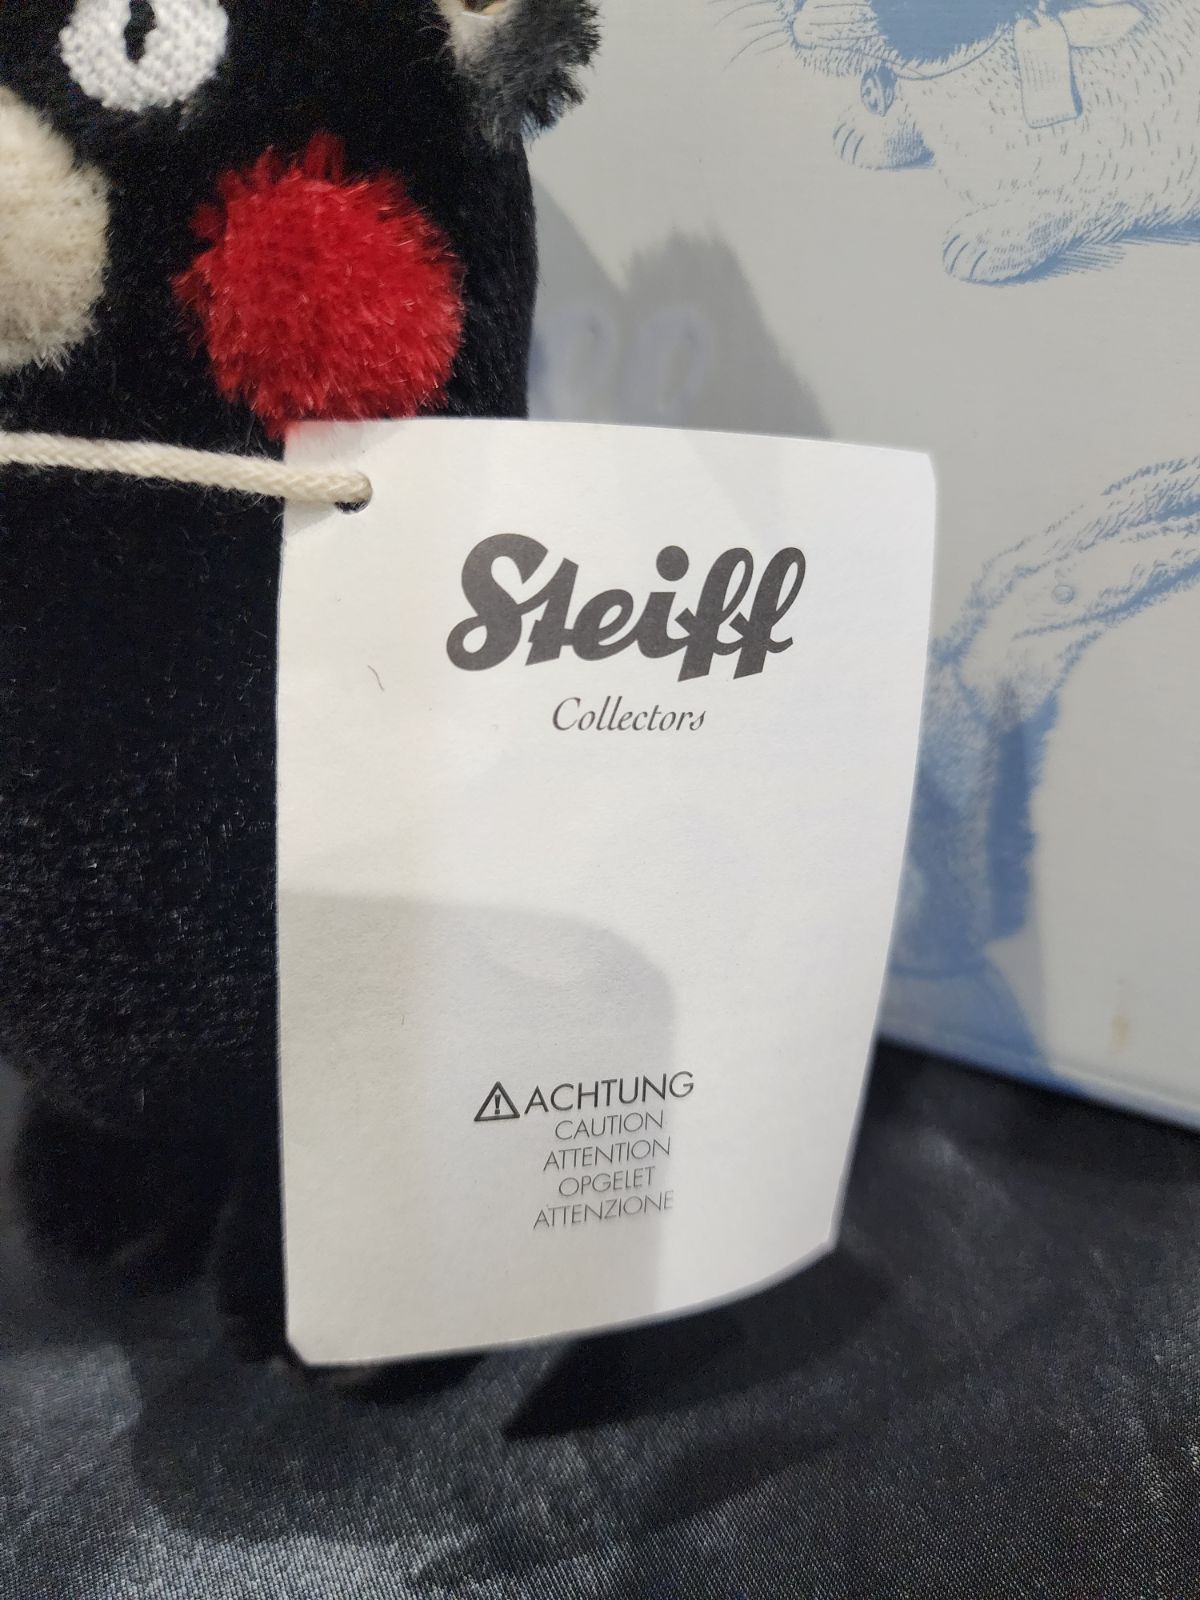 Steiff
Collectors
ACHTUNG
CAUTION
ATTENTION
OPGELET
ATTENZIONE